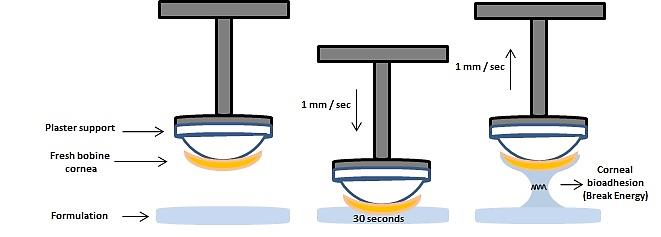 Plaster support
Fresh bobine
cornea
Formulation
1 mm / sec
30 seconds
1 mm / sec
Corneal
bioadhesion
(Break Energy)